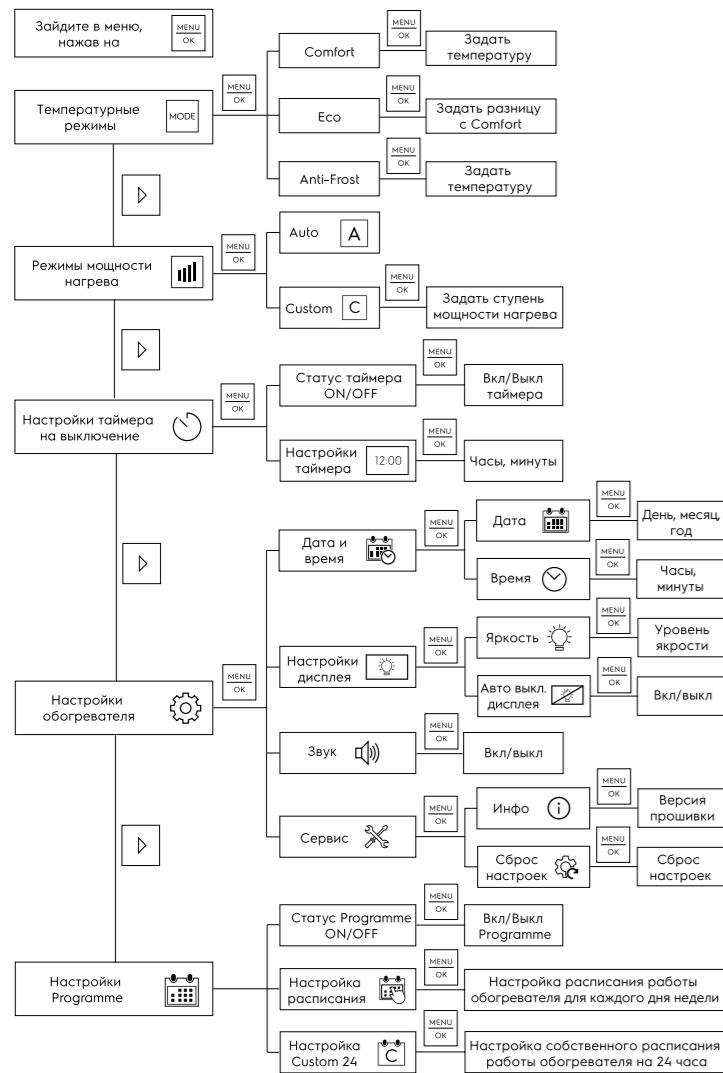 Зайдите в меню,
нажав на
MENU
OK
Температурные
режимы
MODE
MENU
OK
Comfort
MENU
OK
Задать
температуру
Eco
MENU
OK
Задать разницу
с Comfort
Anti-Frost
MENU
OK
Задать
температуру
Режимы мощности
нагрева
MENU
OK
Auto
A
Custom
C
MENU
OK
Задать ступень
мощности нагрева
Настройки таймера
на выключение
MENU
OK
Статус таймера
ON/OFF
MENU
OK
Вкл/Выкл
таймера
Настройки
таймера
12:00
MENU
OK
Часы, минуты
Настройки
обогревателя
MENU
OK
Дата и
время
MENU
OK
Дата
MENU
OK
День, месяц,
год
Время
MENU
OK
Часы,
минуты
Настройки
дисплея
MENU
OK
Яркость
MENU
OK
Уровень
якрости
Авто выкл.
дисплея
MENU
OK
Вкл/выкл
Звук
MENU
OK
Вкл/выкл
Сервис
MENU
OK
Инфо
MENU
OK
Версия
прошивки
Сброс
настроек
MENU
OK
Сброс
настроек
Настройки
Programme
Статус Programme
ON/OFF
MENU
OK
Вкл/Выкл
Programme
Настройка
расписания
MENU
OK
Настройка расписания работы
обогревателя для каждого дня недели
Настройка
Custom 24
C
MENU
OK
Настройка собственного расписания
работы обогревателя на 24 часа